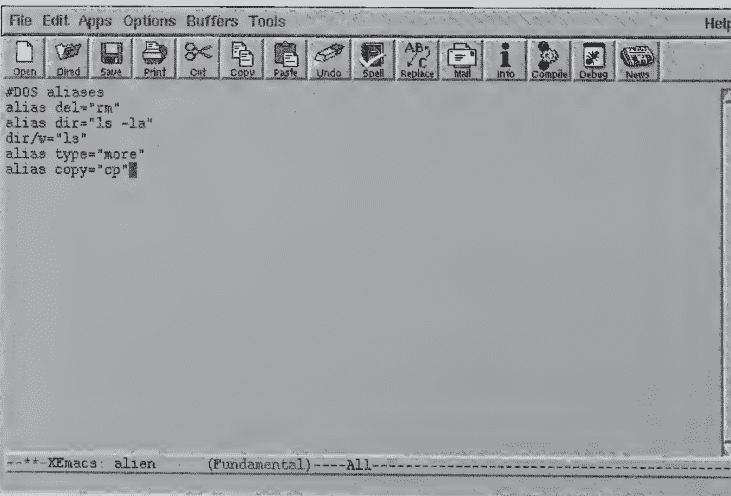 File Edit Apps Options Buffers Tools Help
Open Dired Save Print Cut Copy Paste Undo Spell Replace Mail Info Compile Debug News
#DOS aliases
alias del="rm"
alias dir="ls -la"
dir/v="ls"
alias type="more"
alias copy="cp"
--**-XEmacs: alien (Fundamental)----All----